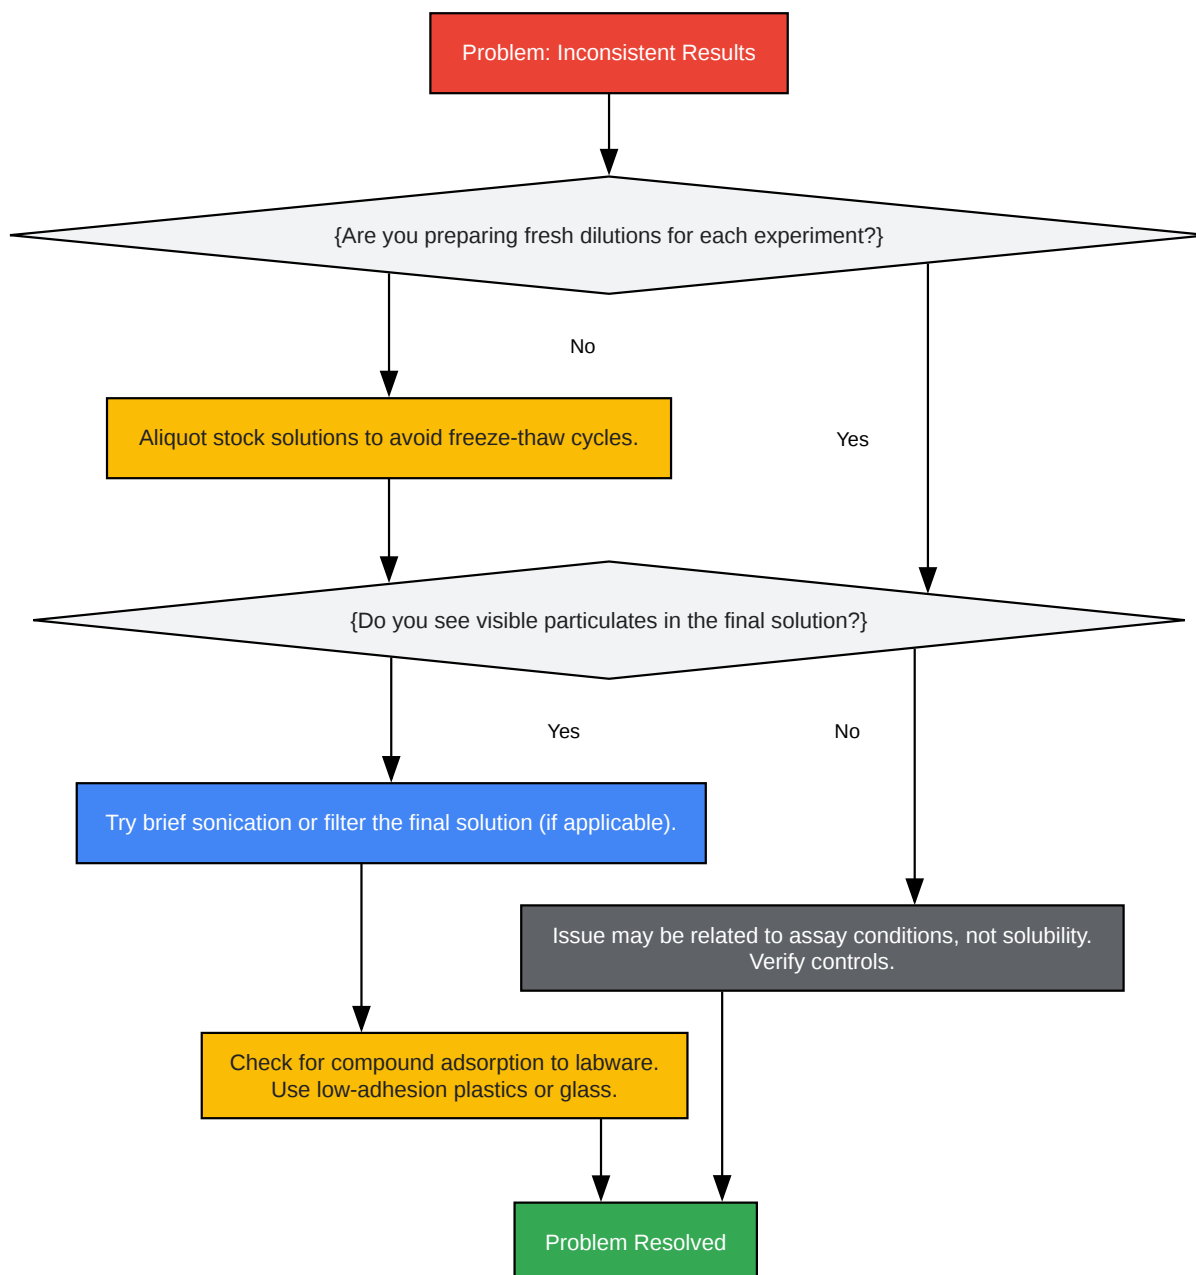 Problem: Inconsistent Results
{Are you preparing fresh dilutions for each experiment?}
No
Aliquot stock solutions to avoid freeze-thaw cycles.
Yes
{Do you see visible particulates in the final solution?}
Yes
No
Try brief sonication or filter the final solution (if applicable).
Issue may be related to assay conditions, not solubility.
Verify controls.
Check for compound adsorption to labware.
Use low-adhesion plastics or glass.
Problem Resolved